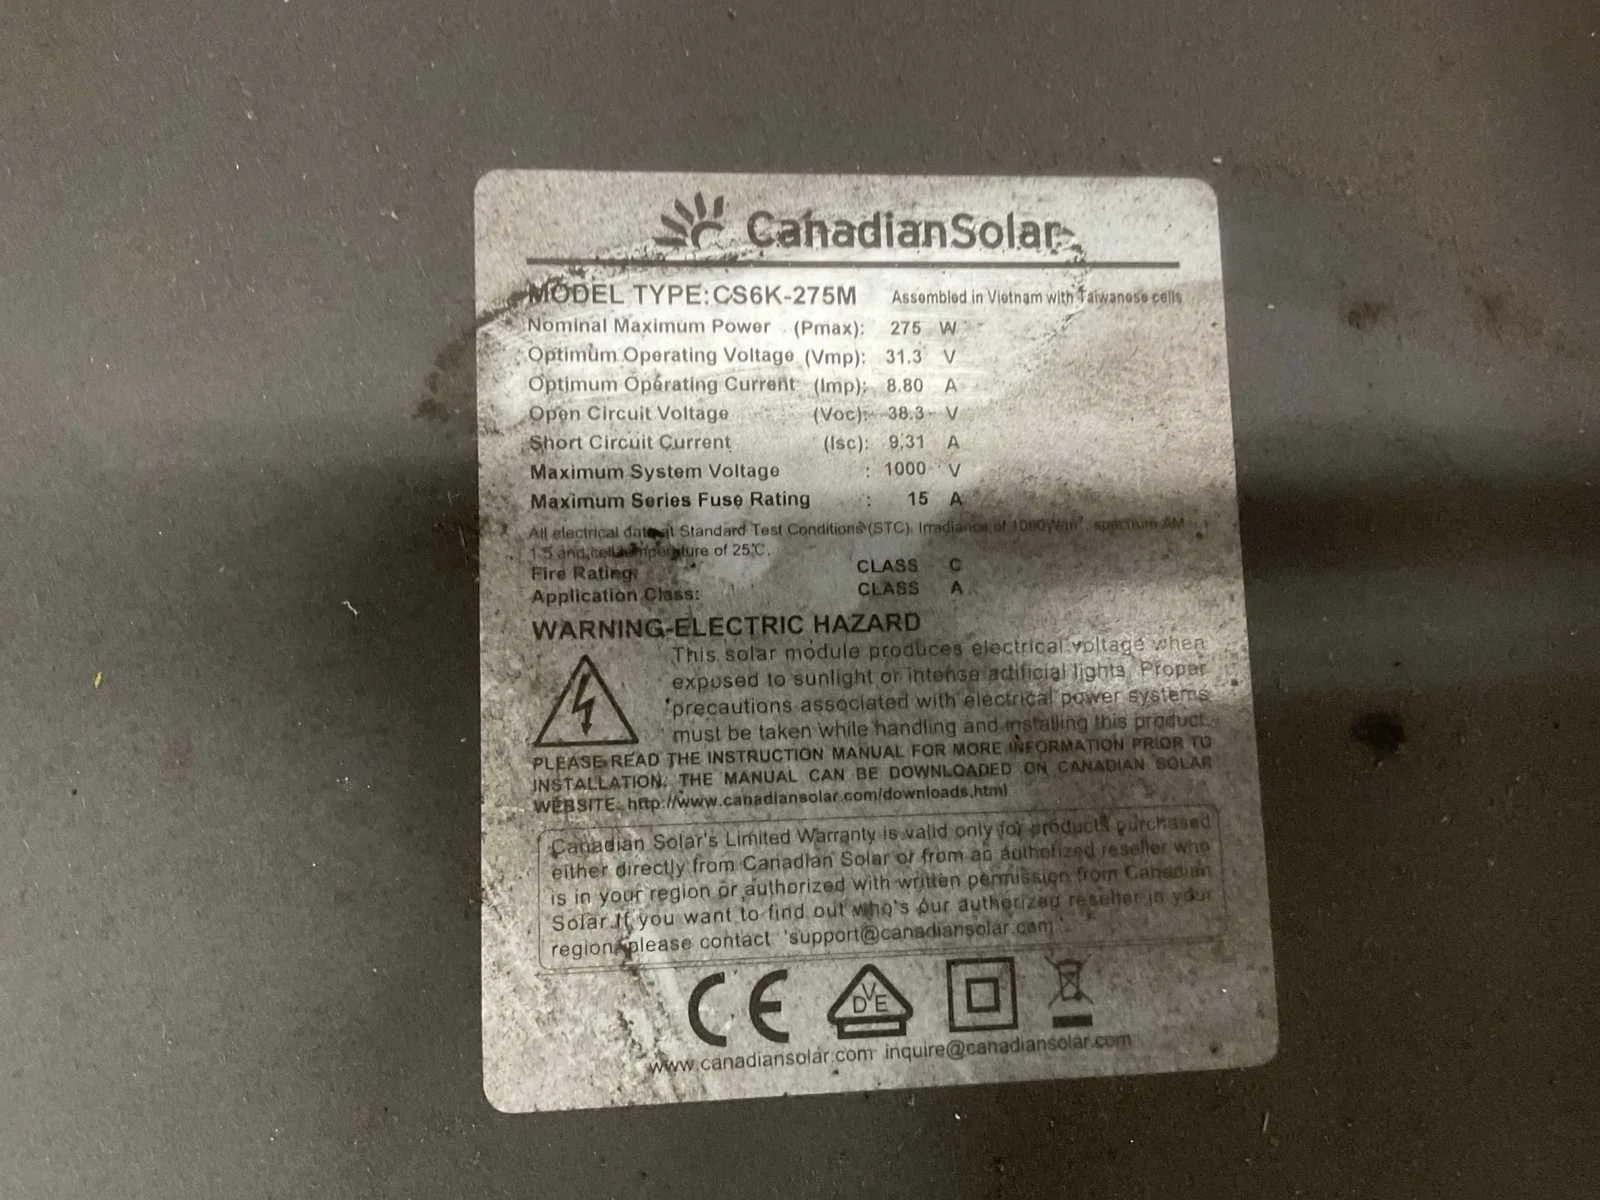 CanadianSolar
MODEL TYPE:CS6K-275M Assembled in Vietnam with Taiwanese cells
Nominal Maximum Power (Pmax): 275 W
Optimum Operating Voltage (Vmp): 31.3 V
Optimum Operating Current (Imp): 8.80 A
Open Circuit Voltage (Voc): 38.3 V
Short Circuit Current (Isc): 9.31 A
Maximum System Voltage : 1000 V
Maximum Series Fuse Rating : 15 A
All electrical data at Standard Test Conditions (STC). Irradiance of 1000W/m², spectrum AM
1.5 and cell temperature of 25℃.
Fire Rating: CLASS C
Application Class: CLASS A
WARNING-ELECTRIC HAZARD
This solar module produces electrical voltage when
exposed to sunlight or intense artificial lights. Proper
precautions associated with electrical power systems
must be taken while handling and installing this product.
PLEASE READ THE INSTRUCTION MANUAL FOR MORE INFORMATION PRIOR TO
INSTALLATION. THE MANUAL CAN BE DOWNLOADED ON CANADIAN SOLAR
WEBSITE: http://www.canadiansolar.com/downloads.html
Canadian Solar's Limited Warranty is valid only for products purchased
either directly from Canadian Solar or from an authorized reseller who
is in your region or authorized with written permission from Canadian
Solar.If you want to find out who's our authorized reseller in your
region, please contact 'support@canadiansolar.com'
CE DVE
www.canadiansolar.com inquire@canadiansolar.com